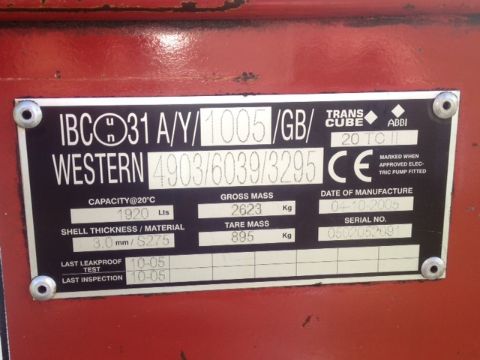 IBC un 31 A/Y/ 1005 /GB/ TRANS CUBE ABBI
20 TC II
WESTERN 4903/6039/3295 CE MARKED WHEN APPROVED ELECTRIC PUMP FITTED
CAPACITY@20°C GROSS MASS DATE OF MANUFACTURE
1920 Lts 2623 Kg 04-10-2005
SHELL THICKNESS / MATERIAL TARE MASS SERIAL NO.
3.0 mm / S275 895 Kg
LAST LEAKPROOF TEST 10-05
LAST INSPECTION 10-05